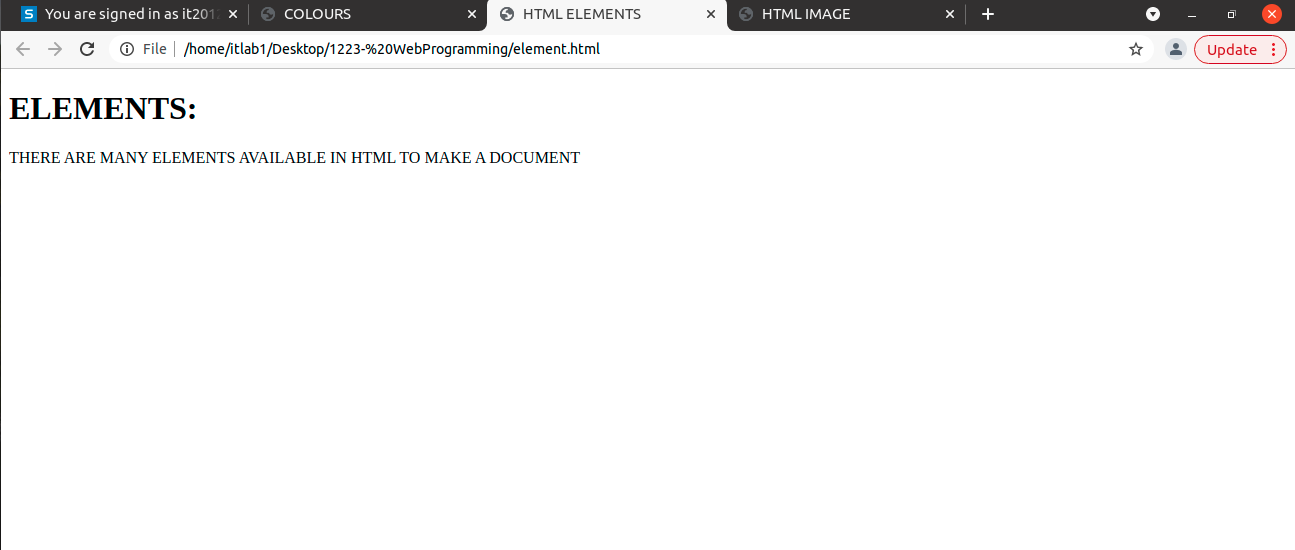 S You are signed in as it201
COLOURS
HTML ELEMENTS
HTML IMAGE
File /home/itlab1/Desktop/1223-%20WebProgramming/element.html
Update
ELEMENTS:
THERE ARE MANY ELEMENTS AVAILABLE IN HTML TO MAKE A DOCUMENT